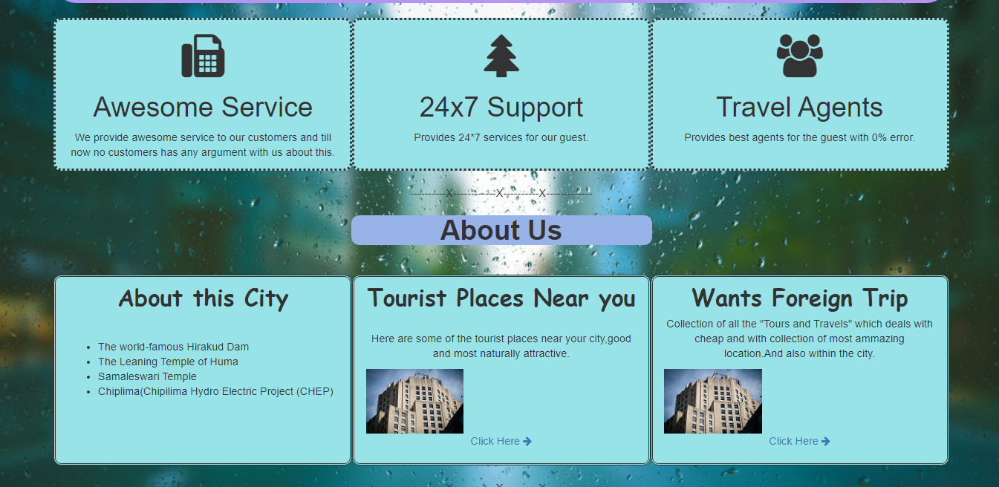 Awesome Service
We provide awesome service to our customers and till
now no customers has any argument with us about this.
24x7 Support
Provides 24*7 services for our guest.
Travel Agents
Provides best agents for the guest with 0% error.
----------X------------X----------X-------------
About Us
About this City
The world-famous Hirakud Dam
The Leaning Temple of Huma
Samaleswari Temple
Chiplima(Chipilima Hydro Electric Project (CHEP)
Tourist Places Near you
Here are some of the tourist places near your city,good
and most naturally attractive.
Click Here
Wants Foreign Trip
Collection of all the "Tours and Travels" which deals with
cheap and with collection of most ammazing
location.And also within the city.
Click Here